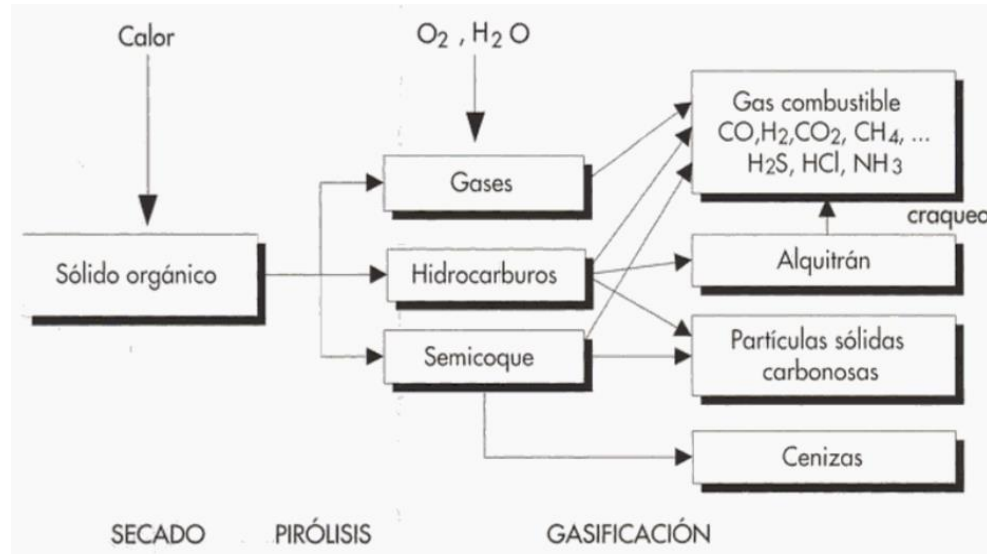 Calor
O2 , H2 O
Gas combustible
CO,H2,CO2, CH4, ...
H2S, HCl, NH3
Gases
craqueo
Sólido orgánico
Hidrocarburos
Alquitrán
Semicoque
Partículas sólidas
carbonosas
Cenizas
SECADO
PIRÓLISIS
GASIFICACIÓN